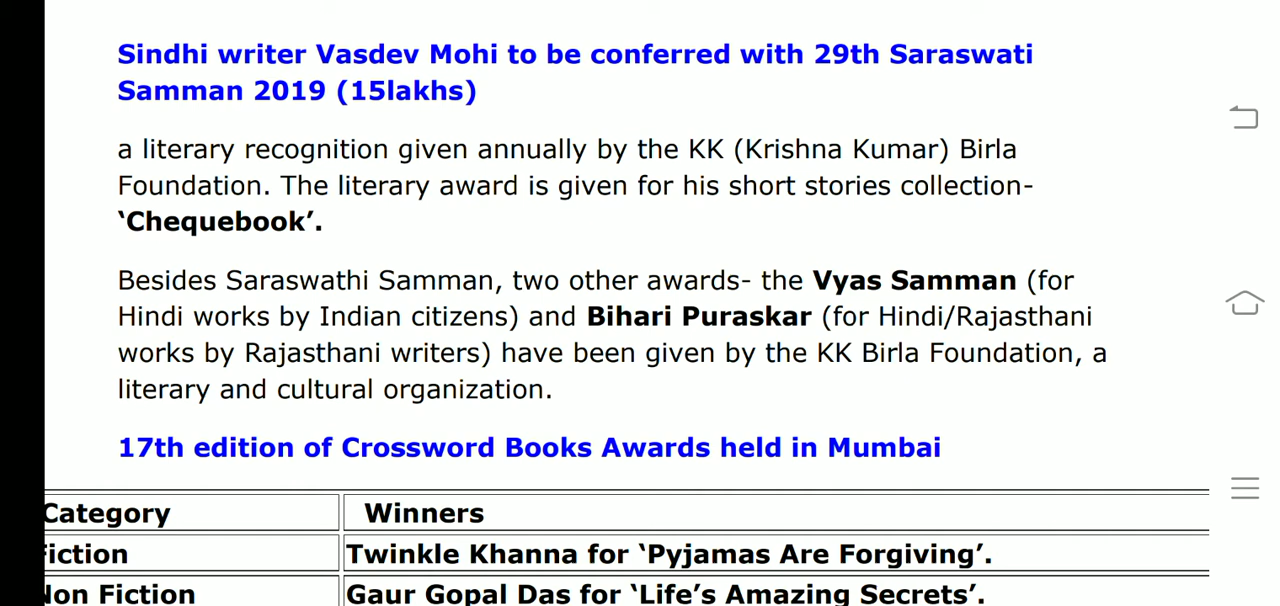 Sindhi writer Vasdev Mohi to be conferred with 29th Saraswati
Samman 2019 (15lakhs)
a literary recognition given annually by the KK (Krishna Kumar) Birla
Foundation. The literary award is given for his short stories collection-
‘Chequebook’.
Besides Saraswathi Samman, two other awards- the Vyas Samman (for
Hindi works by Indian citizens) and Bihari Puraskar (for Hindi/Rajasthani
works by Rajasthani writers) have been given by the KK Birla Foundation, a
literary and cultural organization.
17th edition of Crossword Books Awards held in Mumbai
Category Winners
Fiction Twinkle Khanna for ‘Pyjamas Are Forgiving’.
Non Fiction Gaur Gopal Das for ‘Life’s Amazing Secrets’.